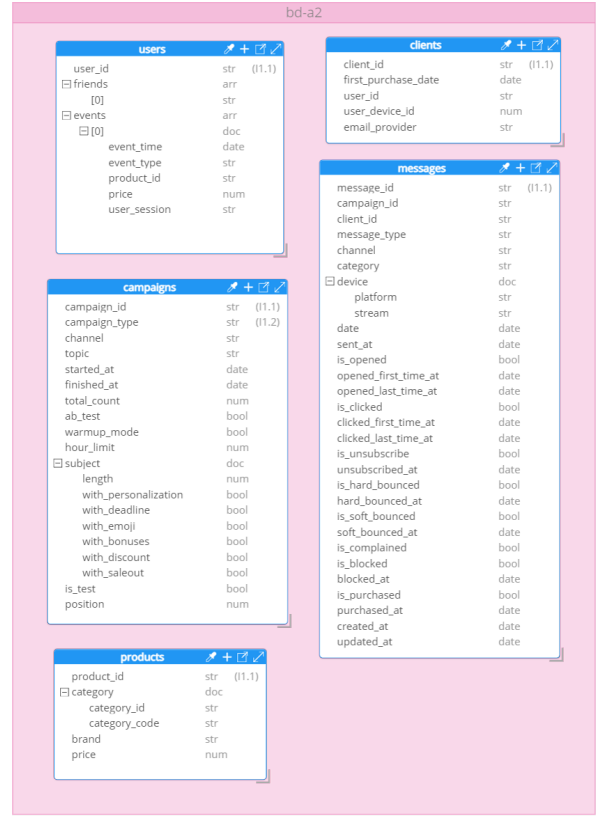 bd-a2
users
user_id str (I1.1)
friends arr
[0] str
events arr
[0] doc
event_time date
event_type str
product_id str
price num
user_session str
clients
client_id str (I1.1)
first_purchase_date date
user_id str
user_device_id num
email_provider str
messages
message_id str (I1.1)
campaign_id str
client_id str
message_type str
channel str
category str
device doc
platform str
stream str
date date
sent_at date
is_opened bool
opened_first_time_at date
opened_last_time_at date
is_clicked bool
clicked_first_time_at date
clicked_last_time_at date
is_unsubscribe bool
unsubscribed_at date
is_hard_bounced bool
hard_bounced_at date
is_soft_bounced bool
soft_bounced_at date
is_complained bool
is_blocked bool
blocked_at date
is_purchased bool
purchased_at date
created_at date
updated_at date
campaigns
campaign_id str (I1.1)
campaign_type str (I1.2)
channel str
topic str
started_at date
finished_at date
total_count num
ab_test bool
warmup_mode bool
hour_limit num
subject doc
length num
with_personalization bool
with_deadline bool
with_emoji bool
with_bonuses bool
with_discount bool
with_saleout bool
is_test bool
position num
products
product_id str (I1.1)
category doc
category_id str
category_code str
brand str
price num